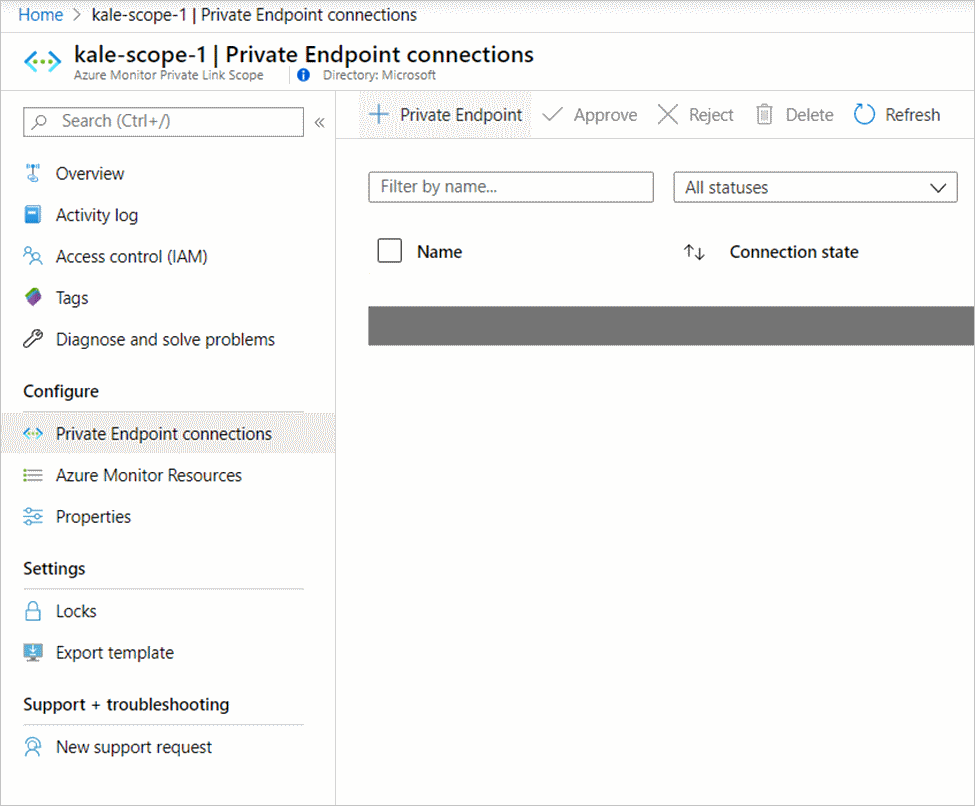 Home > kale-scope-1 | Private Endpoint connections
kale-scope-1 | Private Endpoint connections
Azure Monitor Private Link Scope
Directory: Microsoft
Search (Ctrl+/)
«
Overview
Activity log
Access control (IAM)
Tags
Diagnose and solve problems
Configure
Private Endpoint connections
Azure Monitor Resources
Properties
Settings
Locks
Export template
Support + troubleshooting
New support request
+ Private Endpoint
Approve
Reject
Delete
Refresh
Filter by name...
All statuses
Name
Connection state